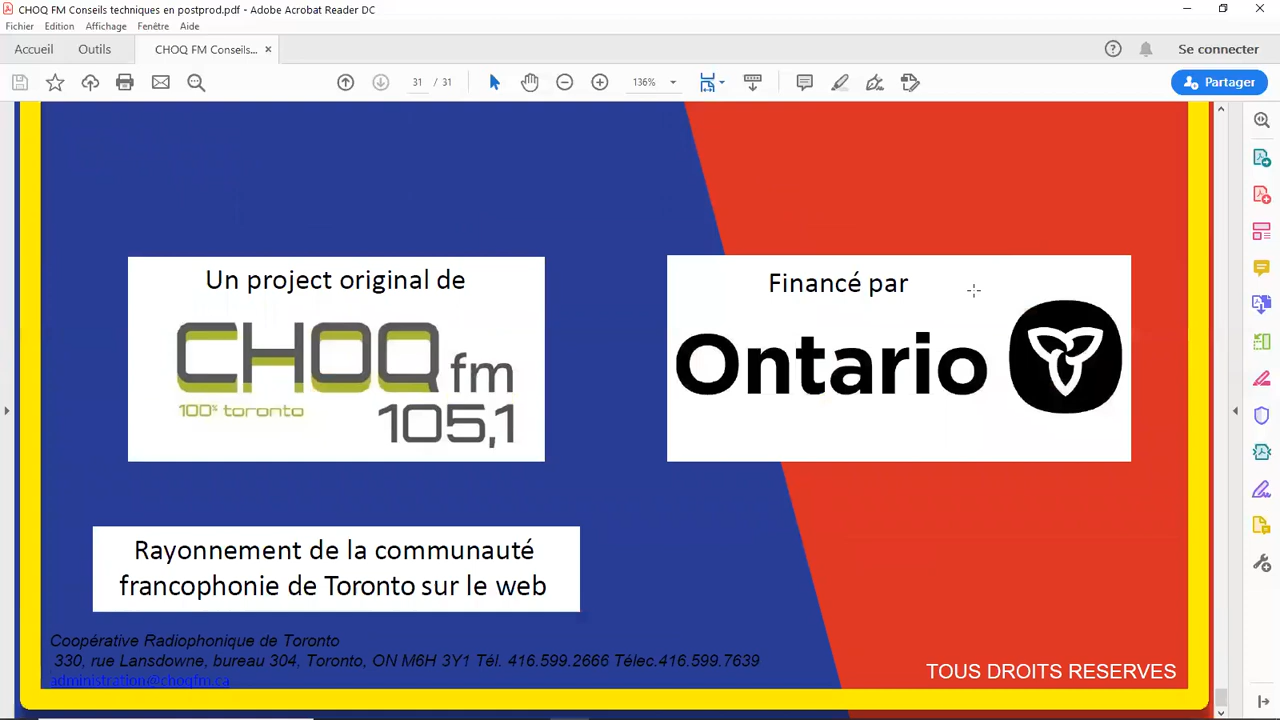 CHOQ FM Conseils techniques en postprod.pdf - Adobe Acrobat Reader DC
Fichier Edition Affichage Fenêtre Aide
Accueil Outils CHOQ FM Conseils... × Se connecter
31 / 31 136% Partager
Un project original de
CHOQ fm
100% toronto
105,1
Financé par
Ontario
Rayonnement de la communauté
francophonie de Toronto sur le web
Coopérative Radiophonique de Toronto
330, rue Lansdowne, bureau 304, Toronto, ON M6H 3Y1 Tél. 416.599.2666 Télec.416.599.7639
administration@choqfm.ca
TOUS DROITS RESERVES